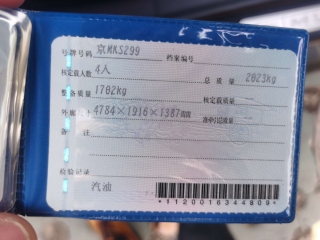 号牌号码 京MKS299 档案编号
核定载人数 4人 总质量 2023kg
整备质量 1702kg 核定载质量
外廓尺寸 4784×1916×1387mm 准牵引总质量
备注
检验记录
汽油
*1120016344809*